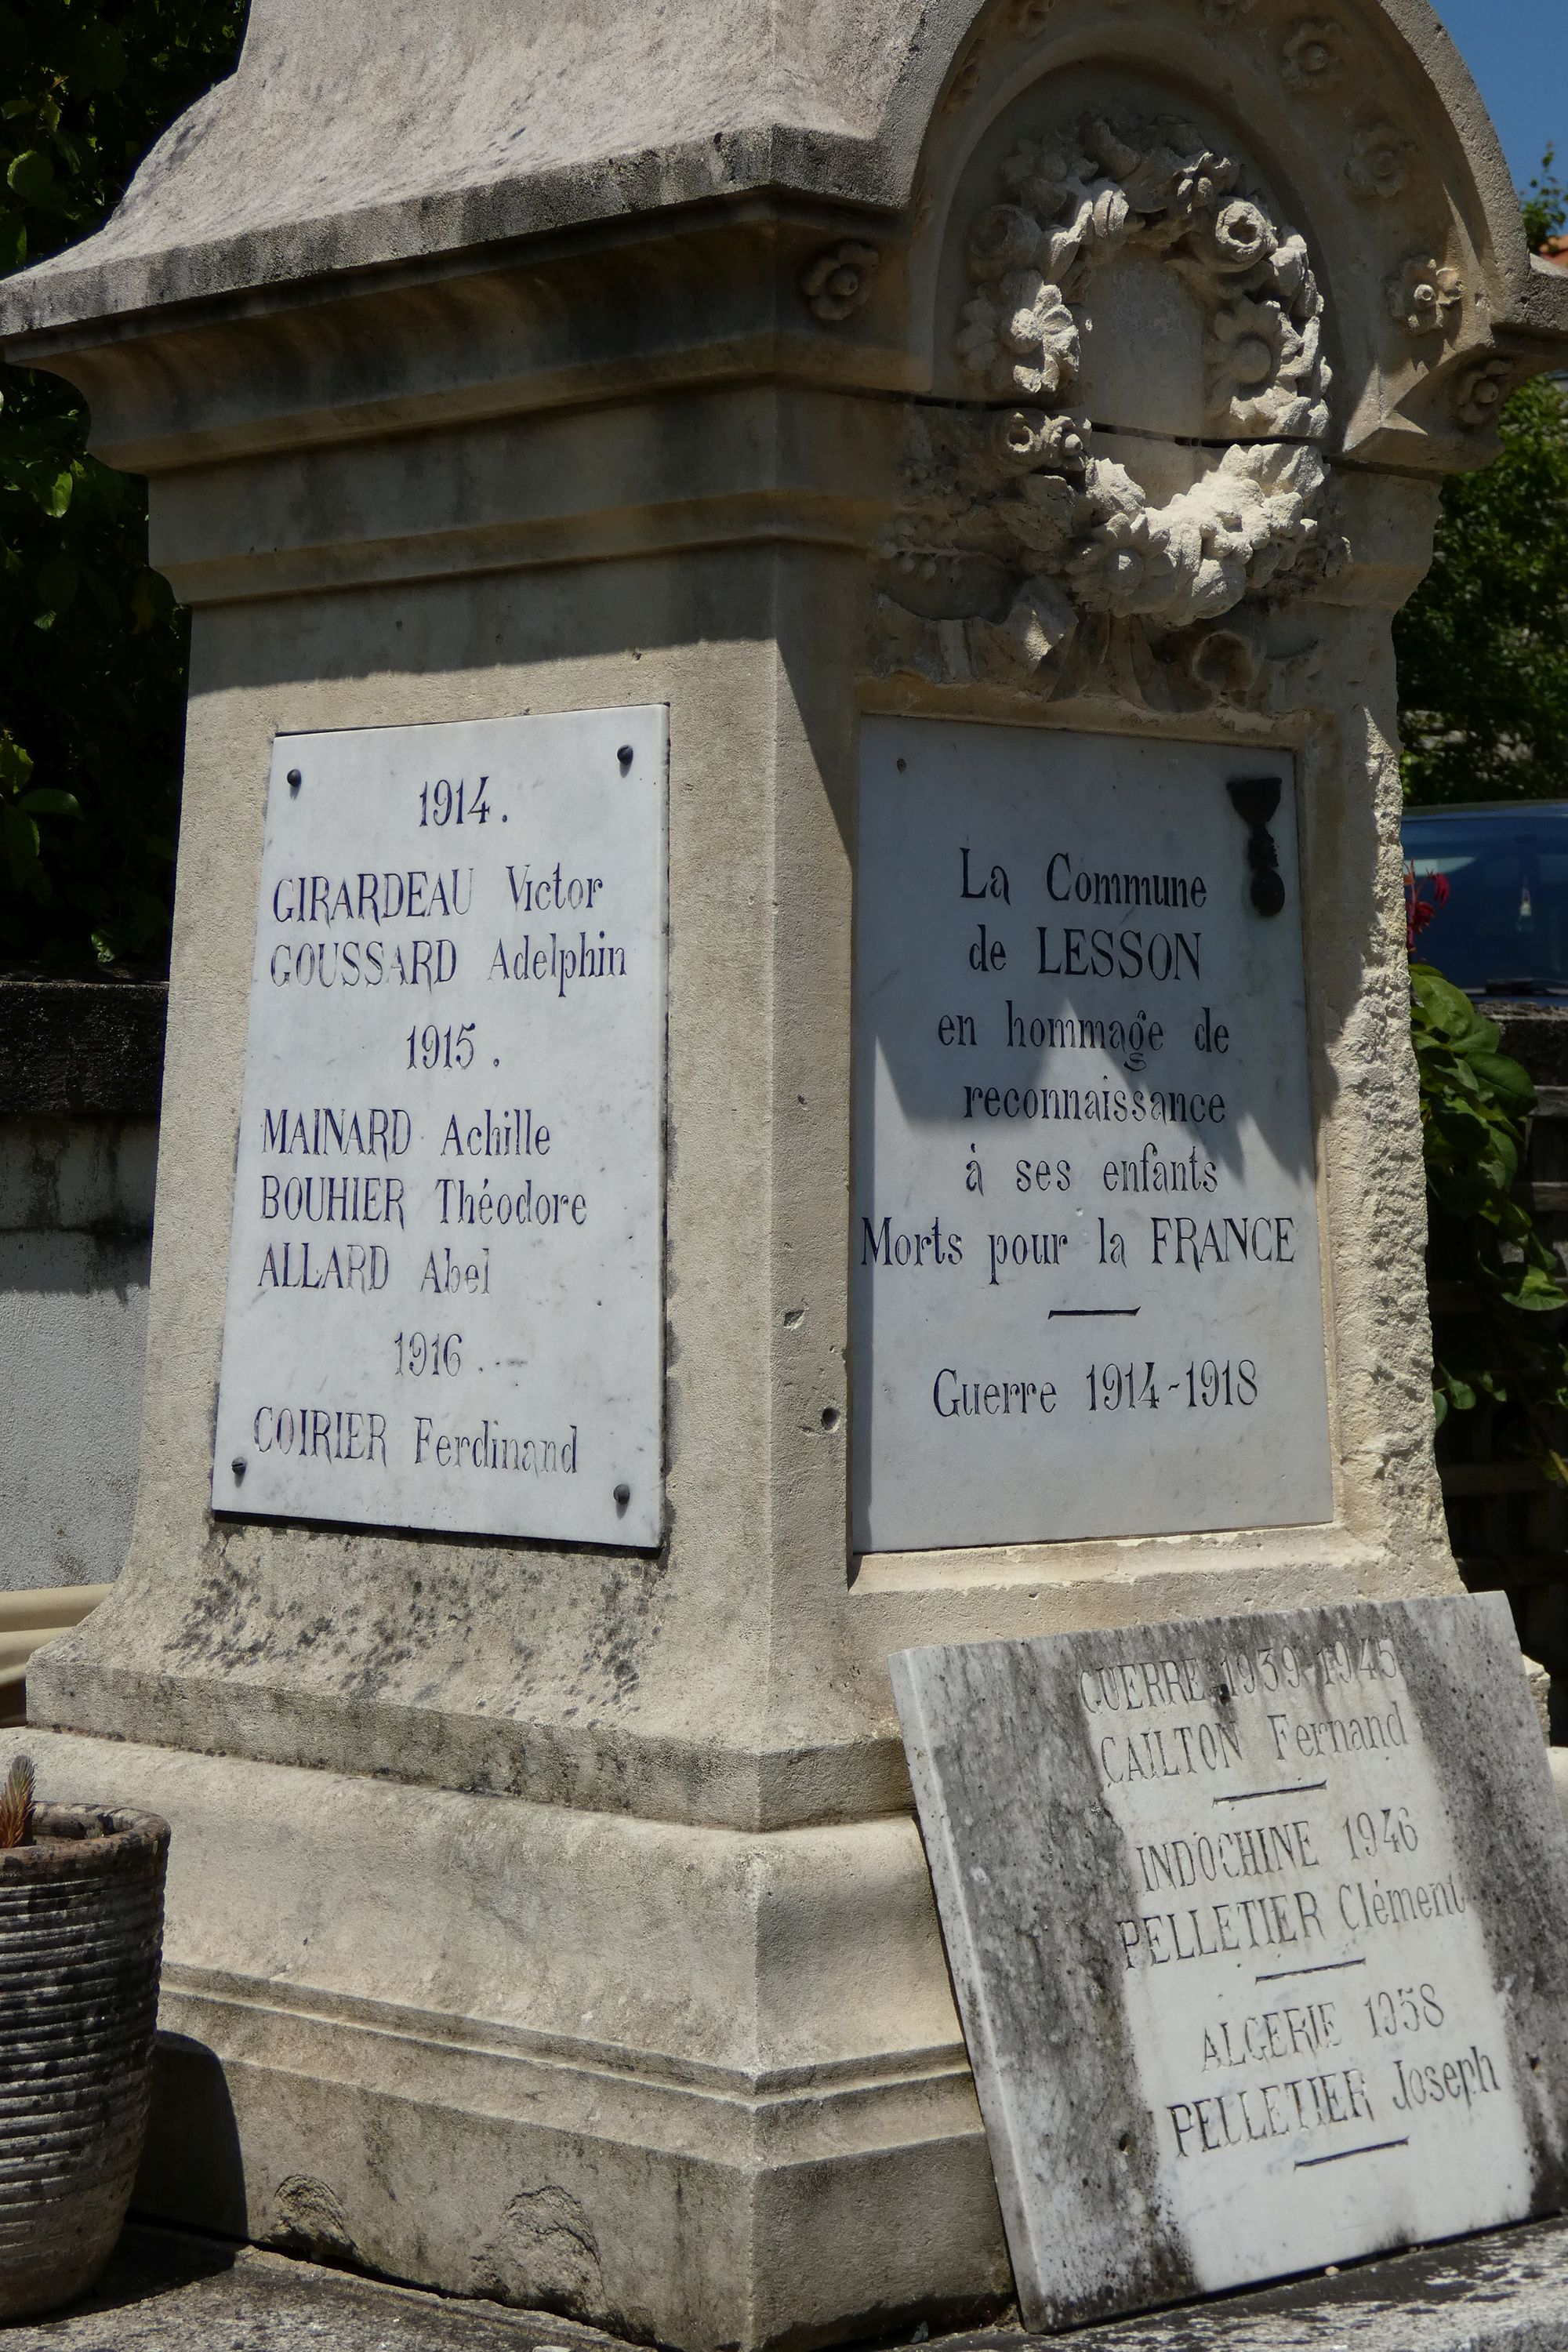 1914.
GIRARDEAU Victor
GOUSSARD Adelphin
1915.
MAINARD Achille
BOUHIER Théodore
ALLARD Abel
1916.
COIRIER Ferdinand
La Commune
de LESSON
en hommage de
reconnaissance
à ses enfants
Morts pour la FRANCE
Guerre 1914-1918
GUERRE 1939-1945
CAILTON Fernand
INDOCHINE 1946
PELLETIER Clément
ALGERIE 1958
PELLETIER Joseph